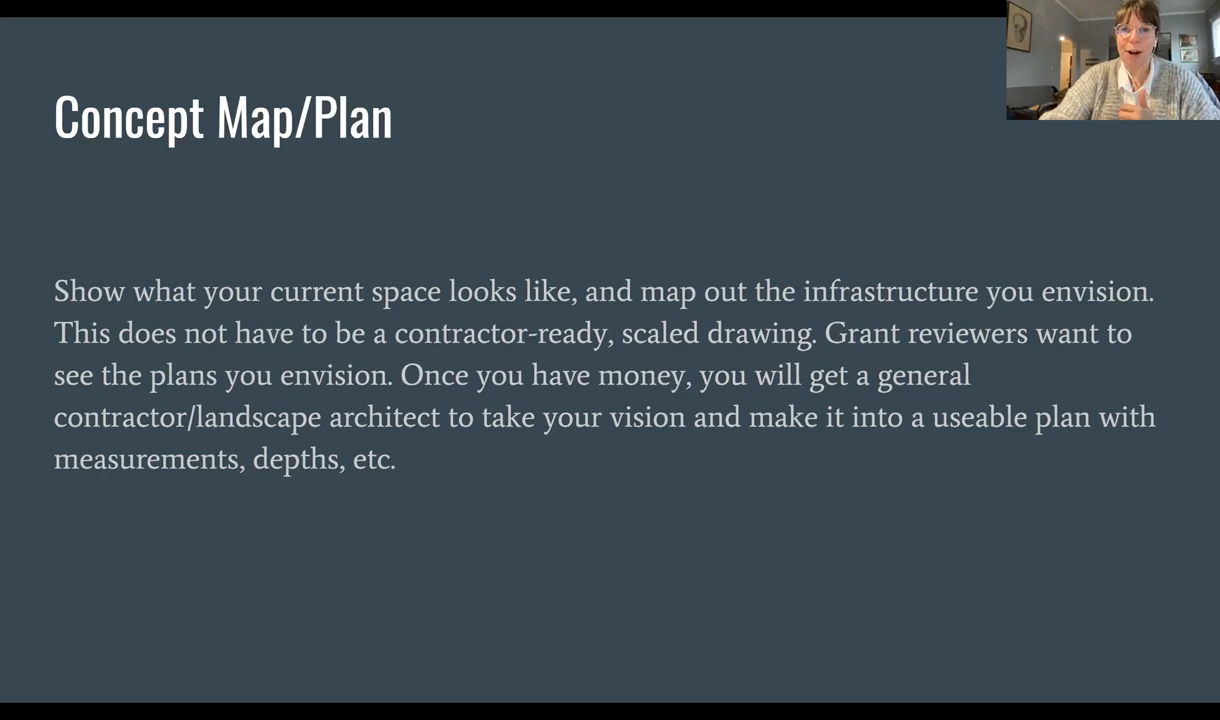 Concept Map/Plan
Show what your current space looks like, and map out the infrastructure you envision.
This does not have to be a contractor-ready, scaled drawing. Grant reviewers want to
see the plans you envision. Once you have money, you will get a general
contractor/landscape architect to take your vision and make it into a useable plan with
measurements, depths, etc.